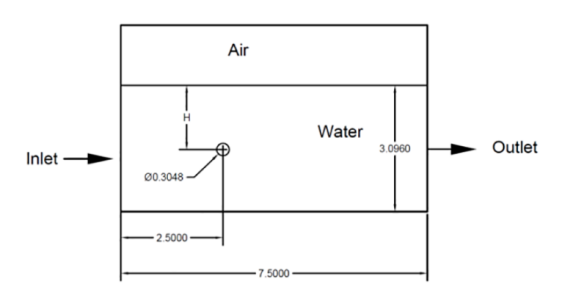 Air
H
Water
3.0960
Inlet
Outlet
Ø0.3048
2.5000
7.5000